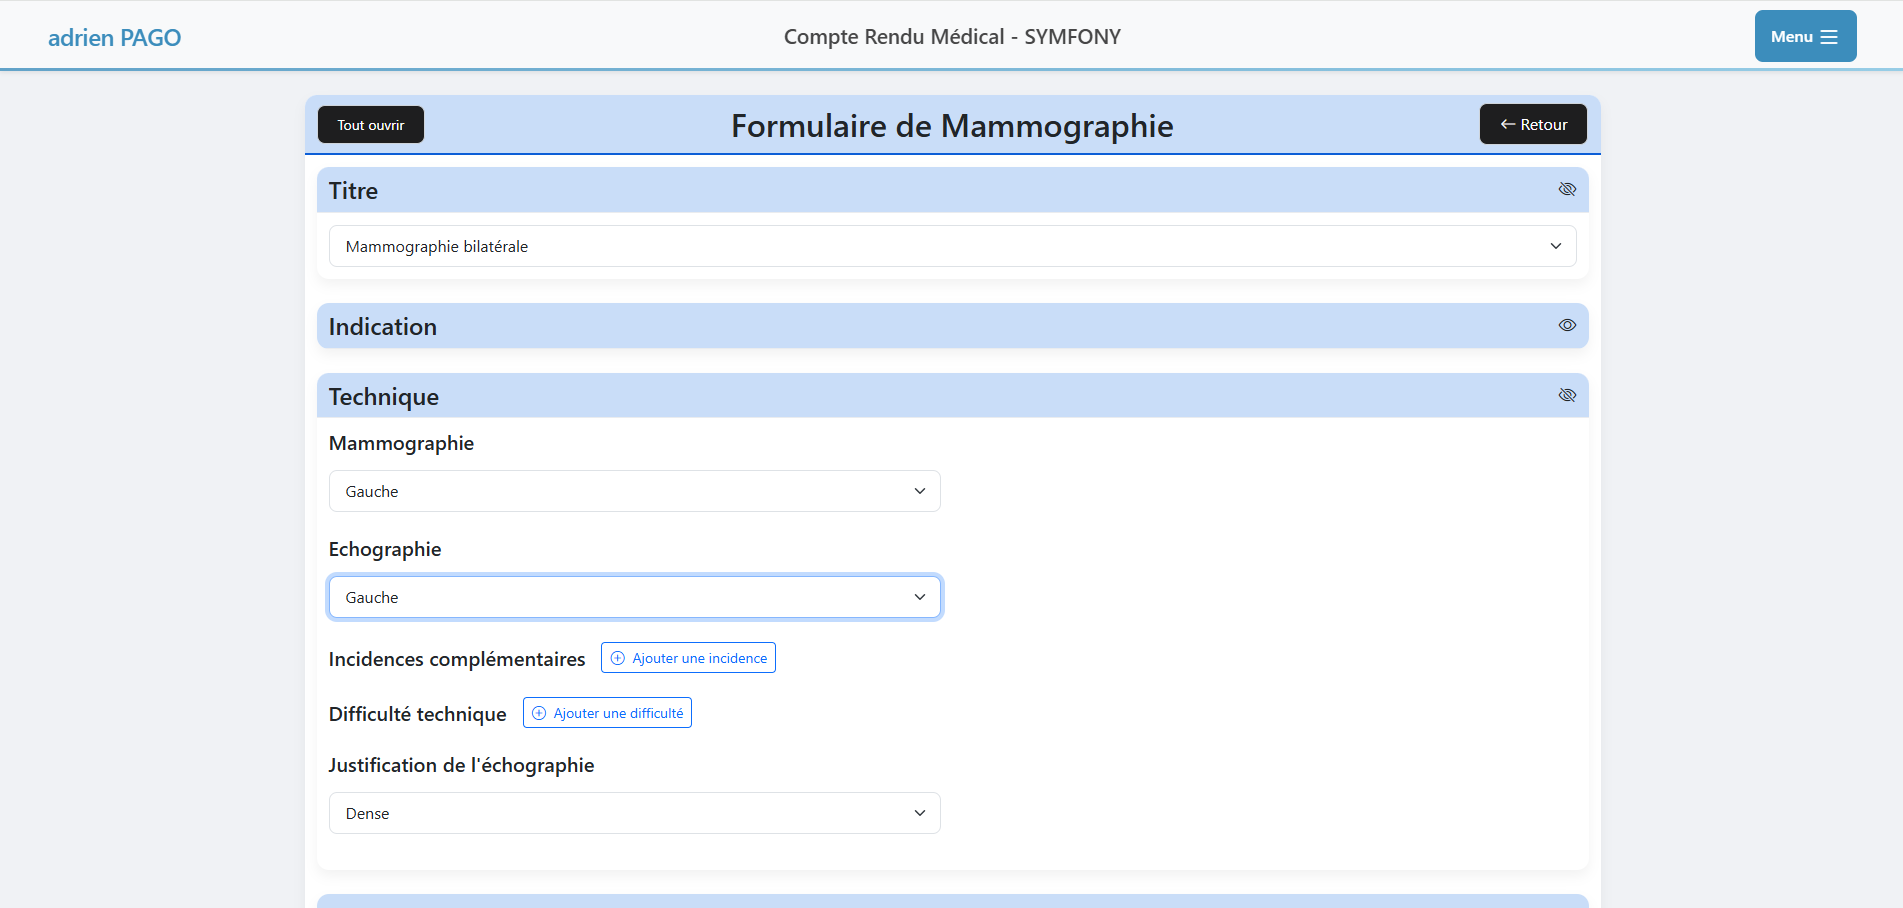 adrien PAGO
Compte Rendu Médical - SYMFONY
Menu
Tout ouvrir
Formulaire de Mammographie
Retour
Titre
Mammographie bilatérale
Indication
Technique
Mammographie
Gauche
Echographie
Gauche
Incidences complémentaires
Ajouter une incidence
Difficulté technique
Ajouter une difficulté
Justification de l'échographie
Dense